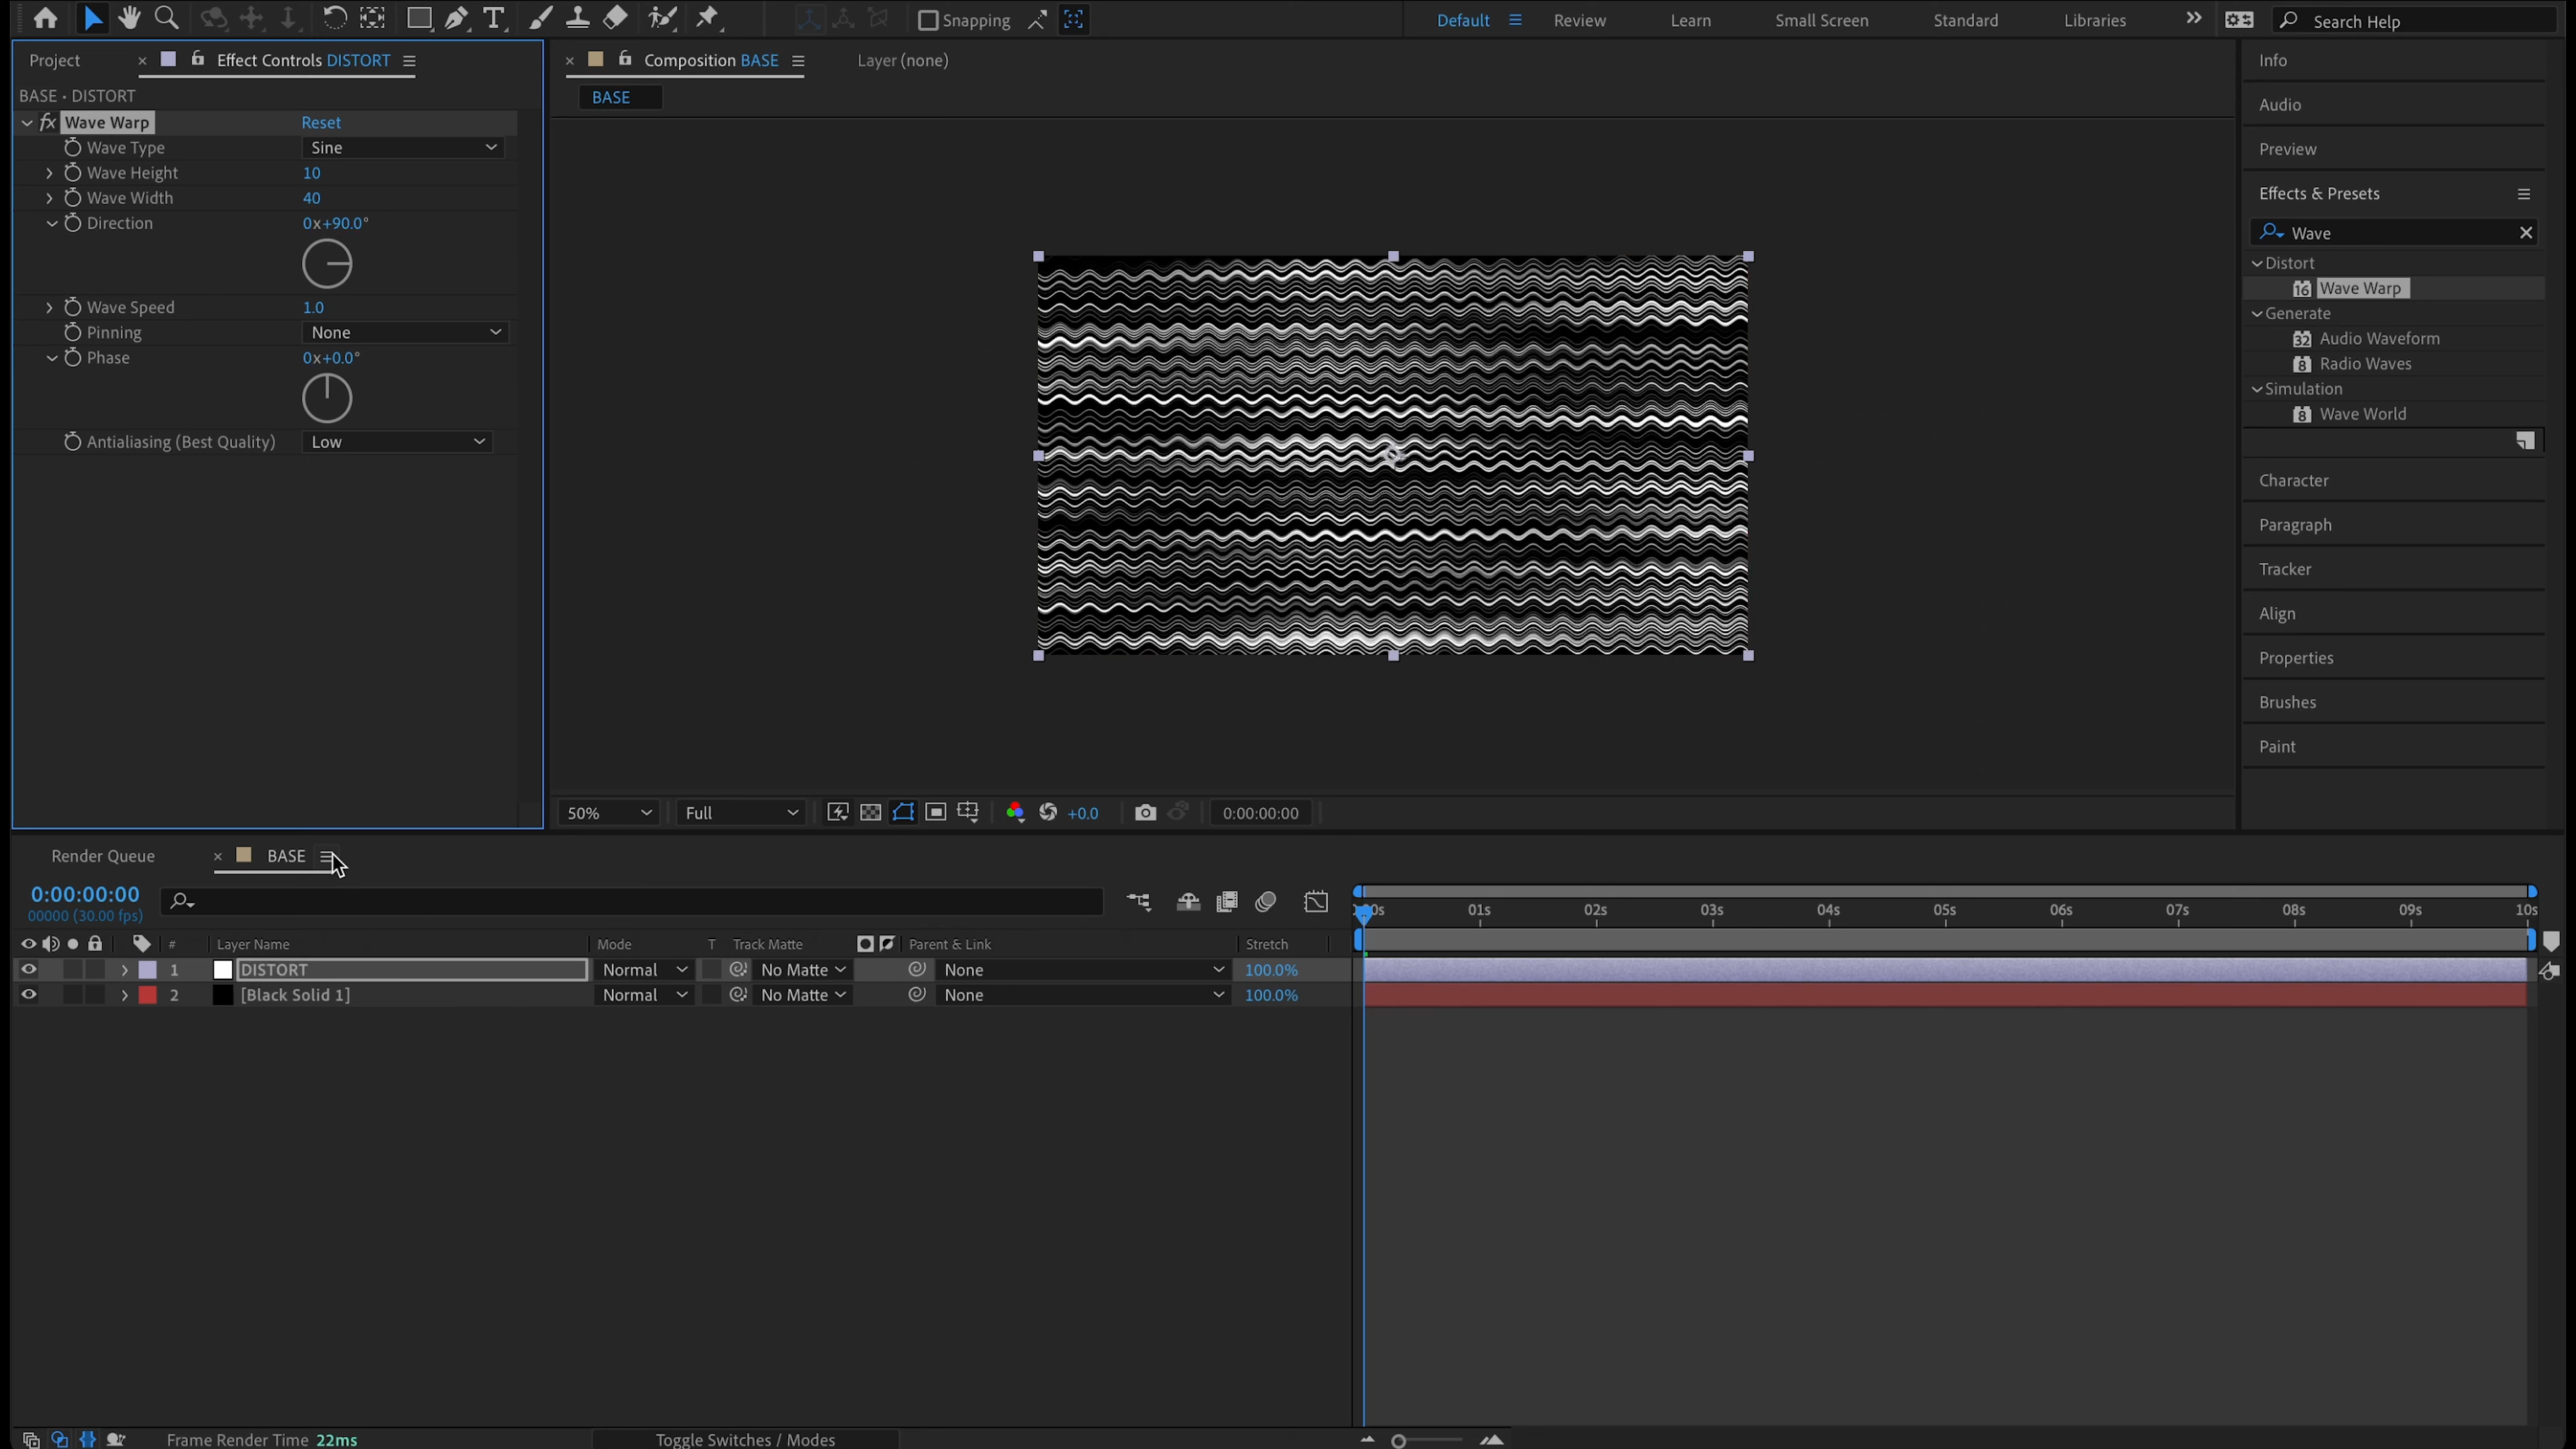 Snapping
Default
Review
Learn
Small Screen
Standard
Libraries
Search Help
Project
Effect Controls DISTORT
Composition BASE
Layer (none)
BASE • DISTORT
BASE
fx Wave Warp Reset
Wave Type Sine
Wave Height 10
Wave Width 40
Direction 0x+90.0°
Wave Speed 1.0
Pinning None
Phase 0x+0.0°
Antialiasing (Best Quality) Low
Info
Audio
Preview
Effects & Presets
Wave
Distort
16 Wave Warp
Generate
32 Audio Waveform
8 Radio Waves
Simulation
8 Wave World
Character
Paragraph
Tracker
Align
Properties
Brushes
Paint
50% Full +0.0 0:00:00:00
Render Queue
BASE
0:00:00:00
00000 (30.00 fps)
01s 02s 03s 04s 05s 06s 07s 08s 09s 10s
# Layer Name Mode T Track Matte Parent & Link Stretch
1 DISTORT Normal No Matte None 100.0%
2 [Black Solid 1] Normal No Matte None 100.0%
Frame Render Time 22ms
Toggle Switches / Modes